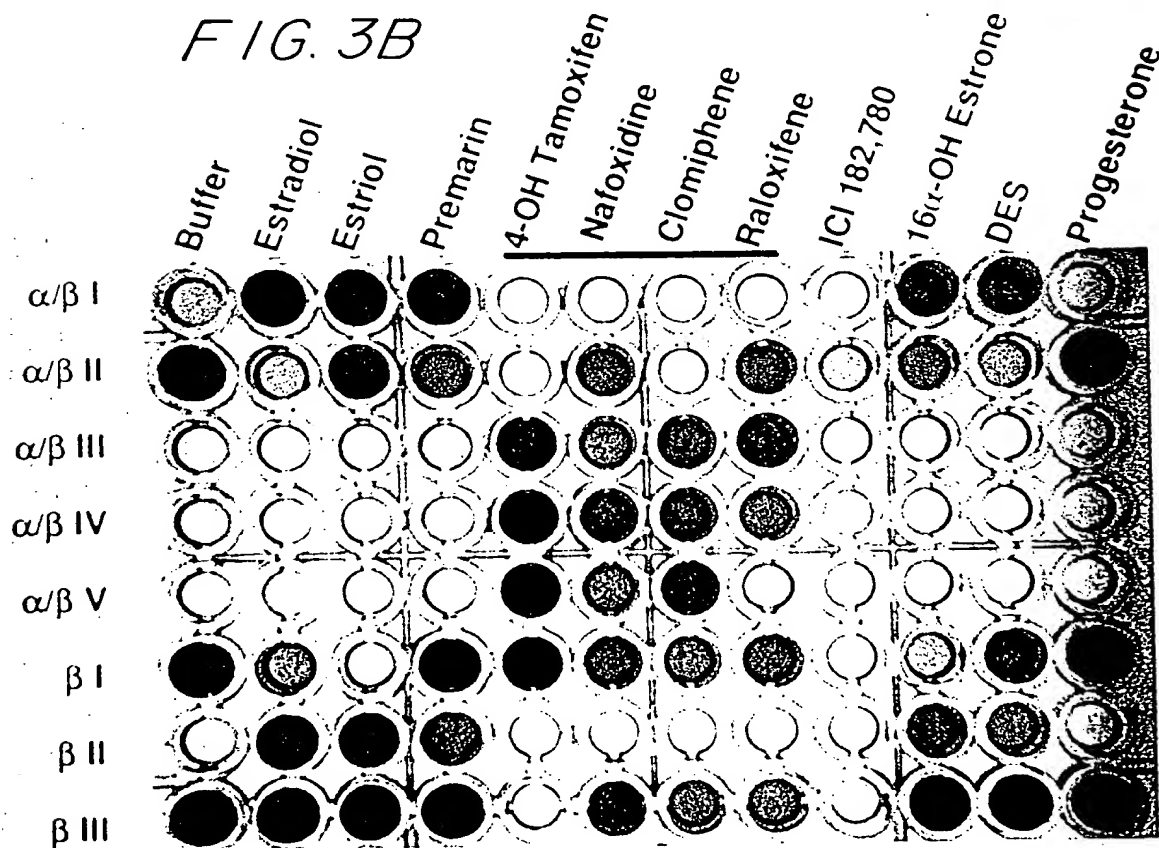 FIG. 3B
Buffer
Estradiol
Estriol
Premarin
4-OH Tamoxifen
Nafoxidine
Clomiphene
Raloxifene
ICI 182,780
16α-OH Estrone
DES
Progesterone
α/β I
α/β II
α/β III
α/β IV
α/β V
β I
β II
β III